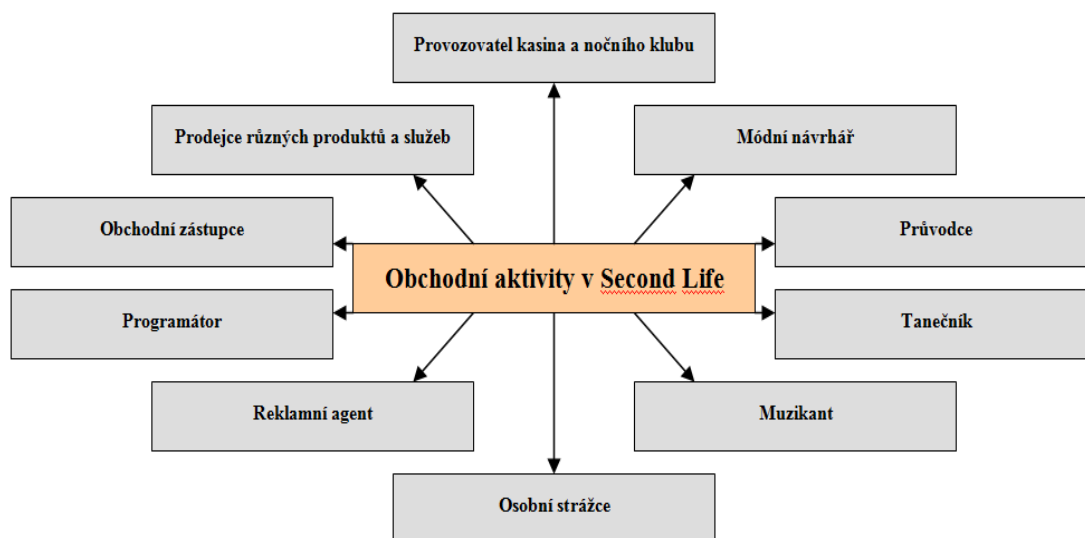 Provozovatel kasina a nočního klubu
Prodejce různých produktů a služeb
Módní návrhář
Obchodní zástupce
Průvodce
Obchodní aktivity v Second Life
Programátor
Tanečník
Reklamní agent
Muzikant
Osobní strážce